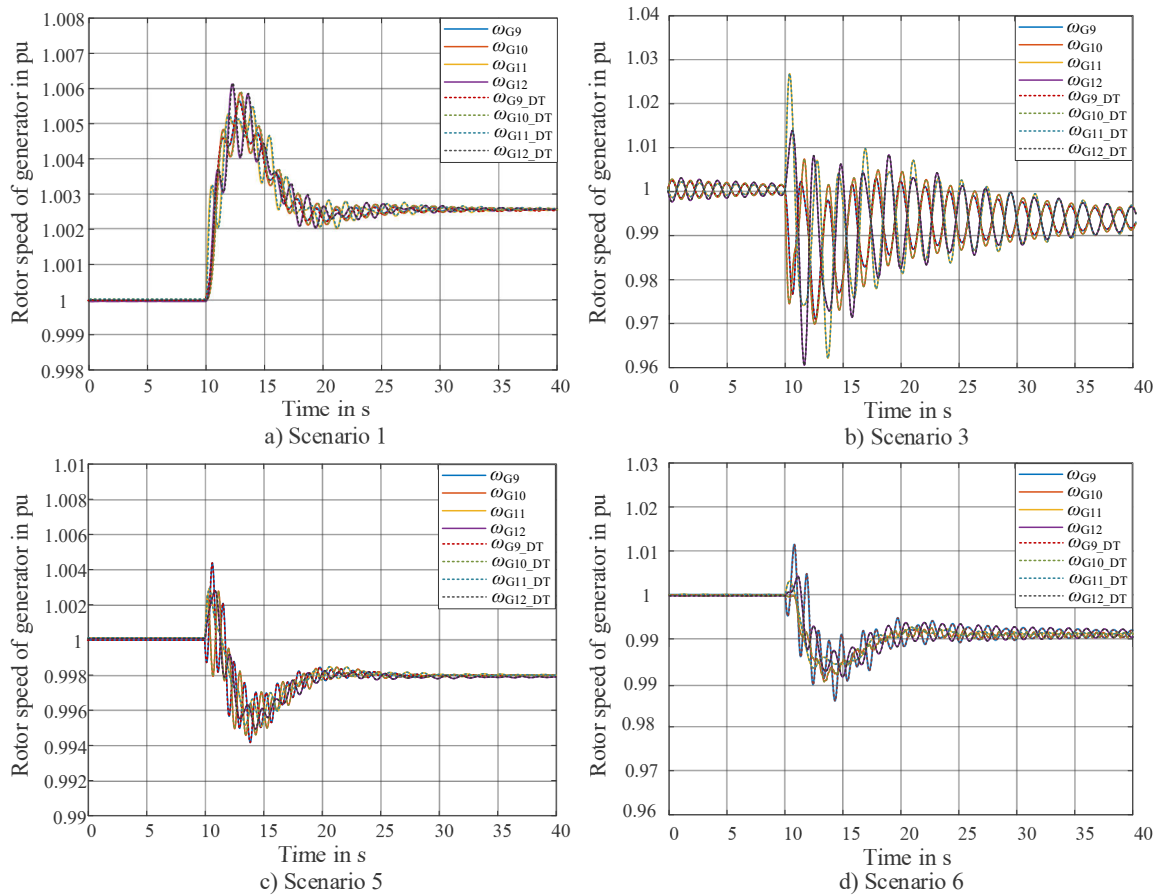 Rotor speed of generator in pu
1.008
1.007
1.006
1.005
1.004
1.003
1.002
1.001
1
0.999
0.998
ωG9
ωG10
ωG11
ωG12
ωG9_DT
ωG10_DT
ωG11_DT
ωG12_DT
0 5 10 15 20 25 30 35 40
Time in s
a) Scenario 1
Rotor speed of generator in pu
1.04
1.03
1.02
1.01
1
0.99
0.98
0.97
0.96
ωG9
ωG10
ωG11
ωG12
ωG9_DT
ωG10_DT
ωG11_DT
ωG12_DT
0 5 10 15 20 25 30 35 40
Time in s
b) Scenario 3
Rotor speed of generator in pu
1.01
1.008
1.006
1.004
1.002
1
0.998
0.996
0.994
0.992
0.99
ωG9
ωG10
ωG11
ωG12
ωG9_DT
ωG10_DT
ωG11_DT
ωG12_DT
0 5 10 15 20 25 30 35 40
Time in s
c) Scenario 5
Rotor speed of generator in pu
1.03
1.02
1.01
1
0.99
0.99
0.98
0.97
0.96
ωG9
ωG10
ωG11
ωG12
ωG9_DT
ωG10_DT
ωG11_DT
ωG12_DT
0 5 10 15 20 25 30 35 40
Time in s
d) Scenario 6